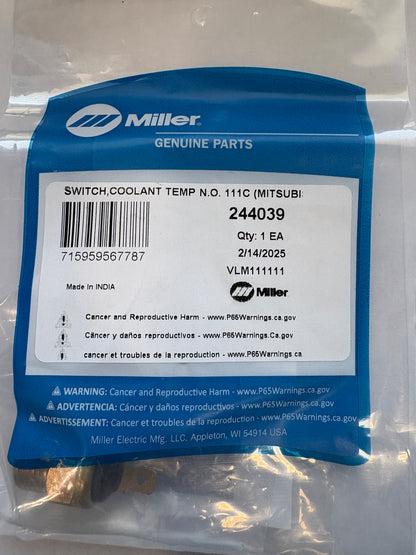 Miller
GENUINE PARTS
SWITCH,COOLANT TEMP N.O. 111C (MITSUBI
244039
Qty: 1 EA
2/14/2025
VLM111111
715959567787
Made In INDIA
Miller
Cancer and Reproductive Harm - www.P65Warnings.ca.gov
Cáncer y daños reproductivos - www.P65Warnings.ca.gov
cancer et troubles de la reproduction - www.P65Warnings.ca
WARNING: Cancer and Reproductive Harm - www.P65Warnings.ca.gov
ADVERTENCIA: Cáncer y daños reproductivos - www.P65Warnings.ca.gov
AVERTISSEMENT: Cancer et troubles de la reproduction - www.P65Warnings.ca.gov
Miller Electric Mfg. LLC, Appleton, WI 54914 USA